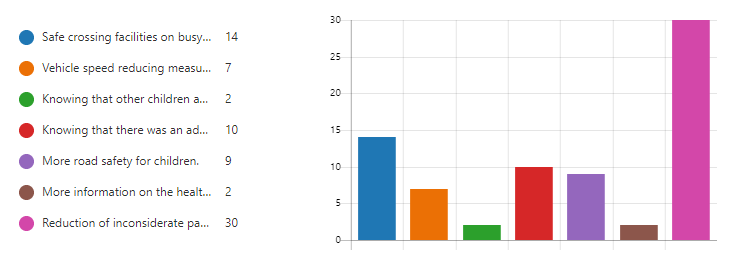 Safe crossing facilities on busy... 14
Vehicle speed reducing measu... 7
Knowing that other children a... 2
Knowing that there was an ad... 10
More road safety for children. 9
More information on the healt... 2
Reduction of inconsiderate pa... 30
30
25
20
15
10
5
0